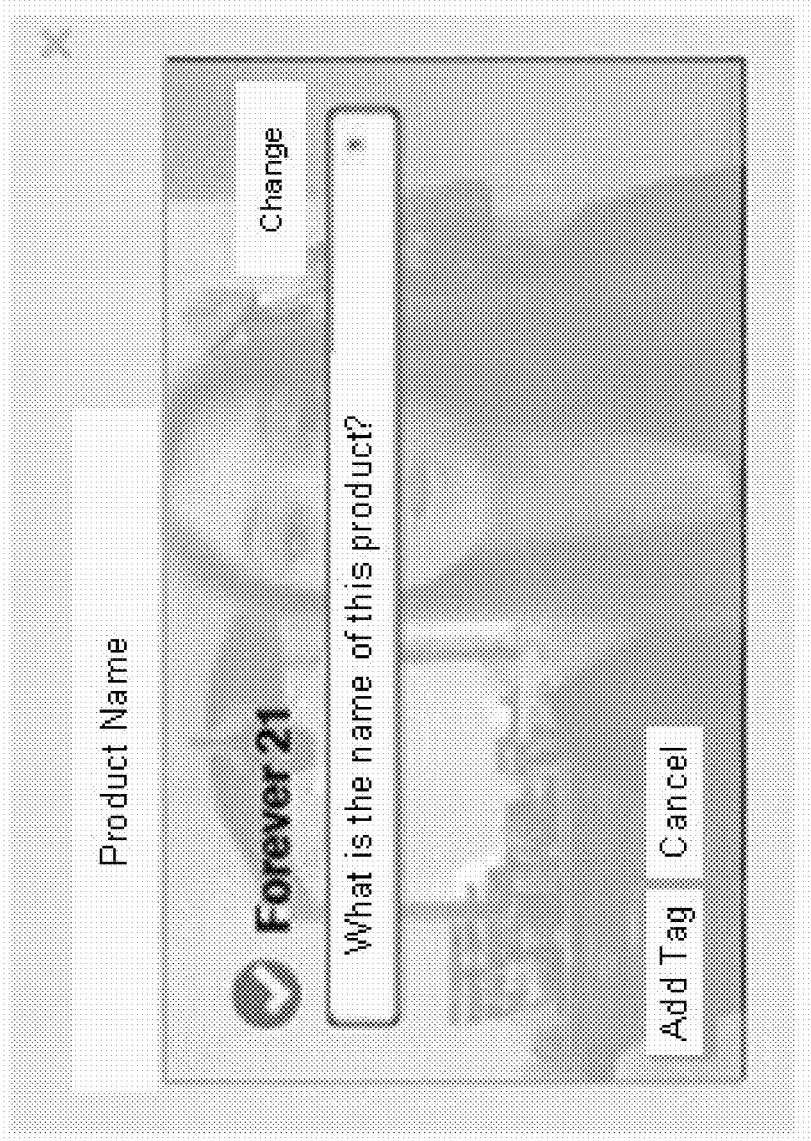 Product Name
Forever 21
Change
What is the name of this product? *
Add Tag
Cancel